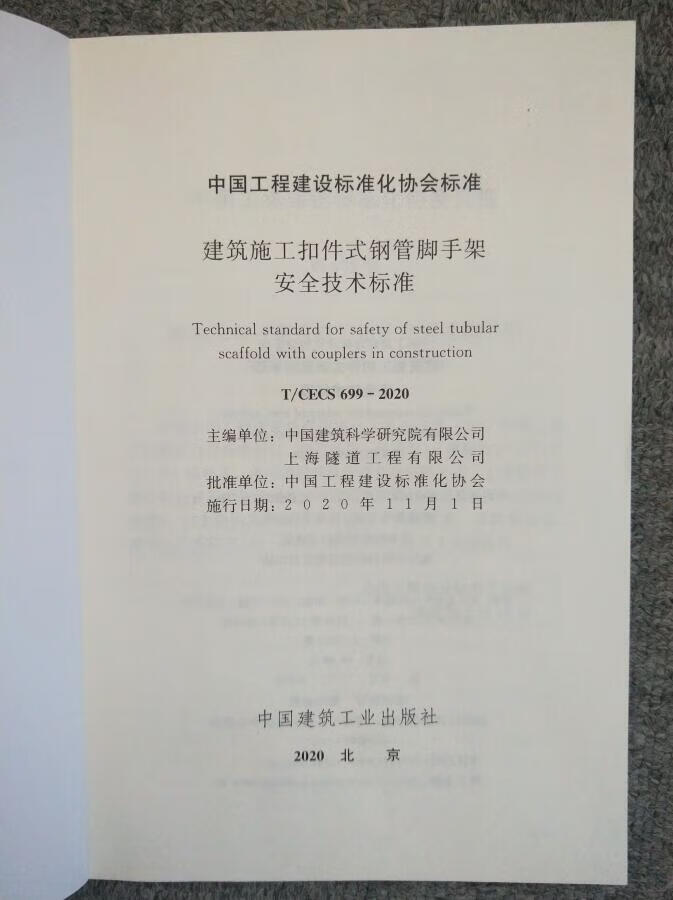 中国工程建设标准化协会标准
建筑施工扣件式钢管脚手架
安全技术标准
Technical standard for safety of steel tubular
scaffold with couplers in construction
T/CECS 699－2020
主编单位：中国建筑科学研究院有限公司
上海隧道工程有限公司
批准单位：中国工程建设标准化协会
施行日期：２０２０年１１月１日
中国建筑工业出版社
2020 北 京